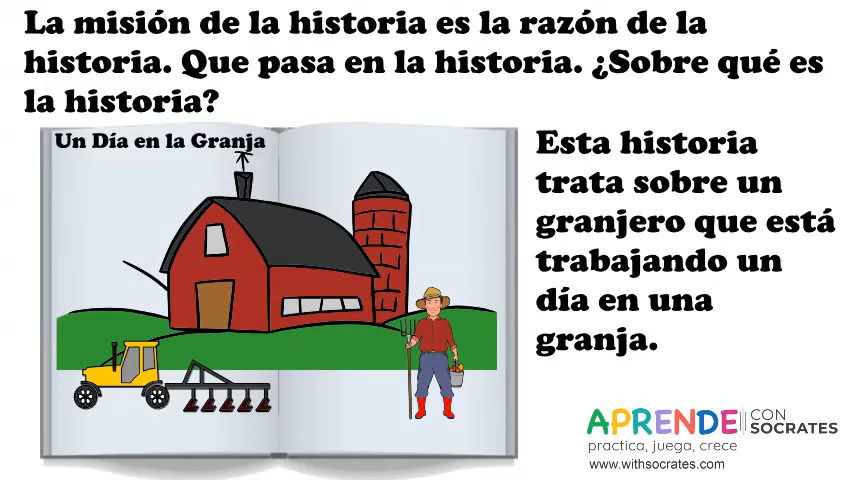 La misión de la historia es la razón de la
historia. Que pasa en la historia. ¿Sobre qué es
la historia?
Un Día en la Granja
Esta historia
trata sobre un
granjero que está
trabajando un
día en una
granja.
APRENDE CON SOCRATES
practica, juega, crece
www.withsocrates.com